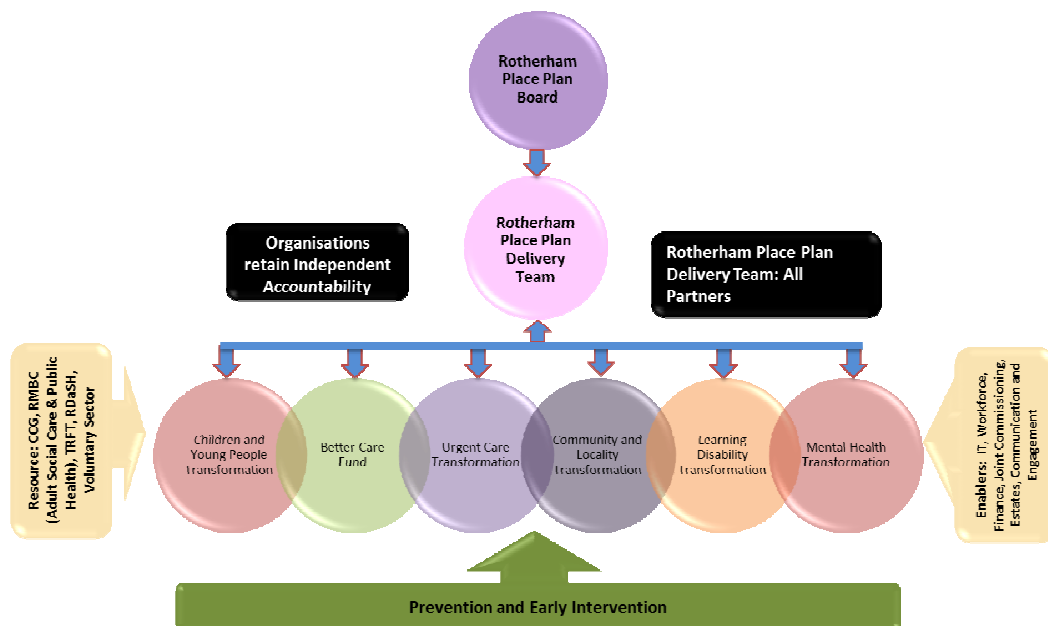 Rotherham
Place Plan
Board
Rotherham
Place Plan
Delivery
Team
Organisations
retain Independent
Accountability
Rotherham Place Plan
Delivery Team: All
Partners
Resource: CCG, RMBC
(Adult Social Care & Public
Health), TRFT, RDaSH,
Voluntary Sector
Children and
Young People
transformation
Better Care
Fund
Urgent Care
Transformation
Community and
Locality
transformation
Learning
Disability
transformation
Mental Health
Transformation
Enablers: IT, Workforce,
Finance, Joint Commissioning,
Estates, Communication and
Engagement
Prevention and Early Intervention